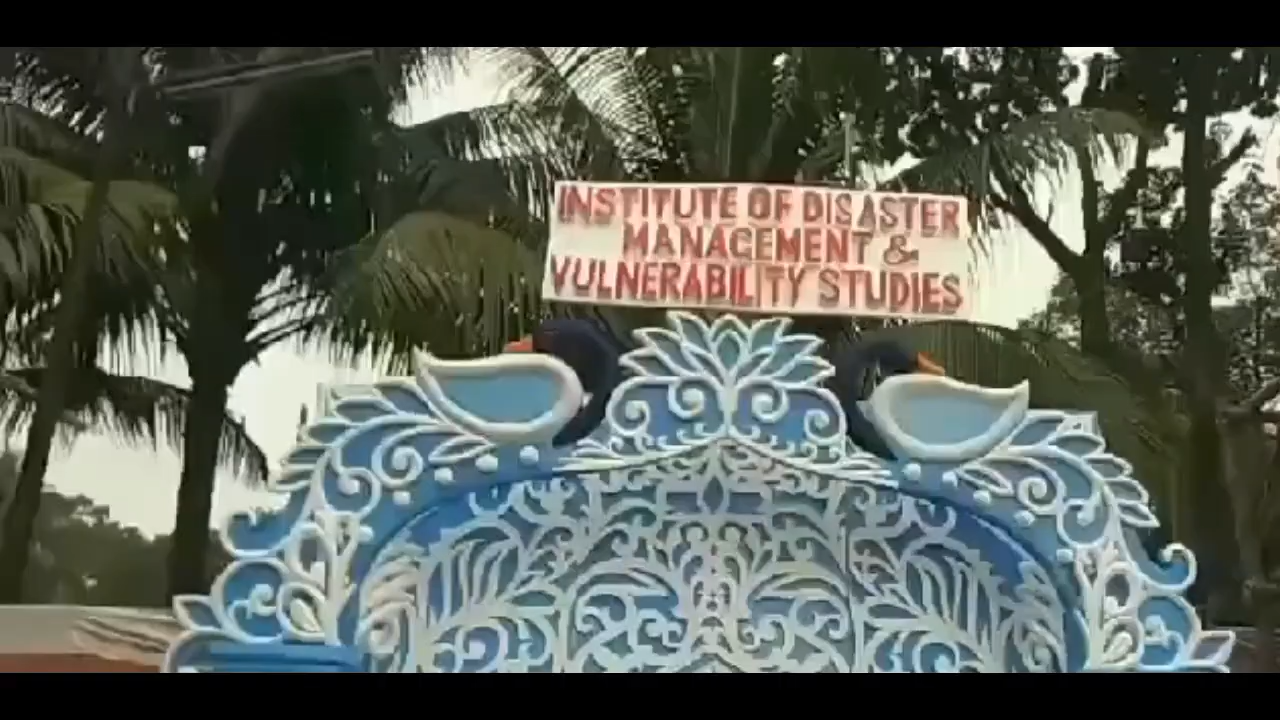 INSTITUTE OF DISASTER
MANAGEMENT &
VULNERABILITY STUDIES